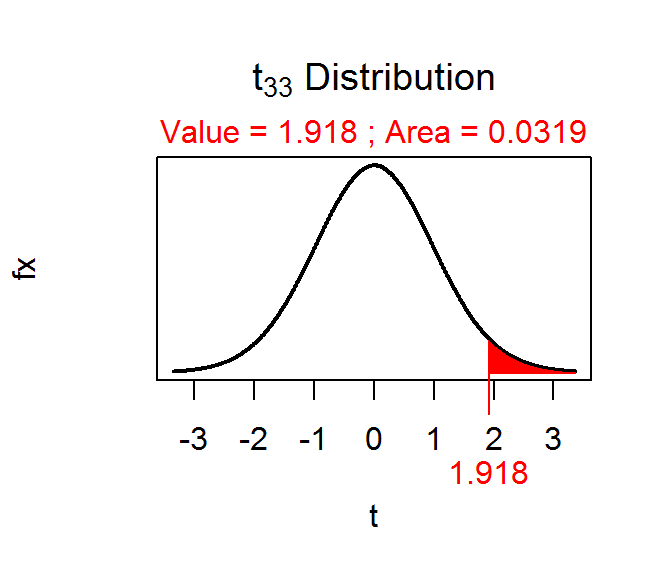 t33 Distribution
Value = 1.918 ; Area = 0.0319
fx
-3 -2 -1 0 1 2 3
1.918
t